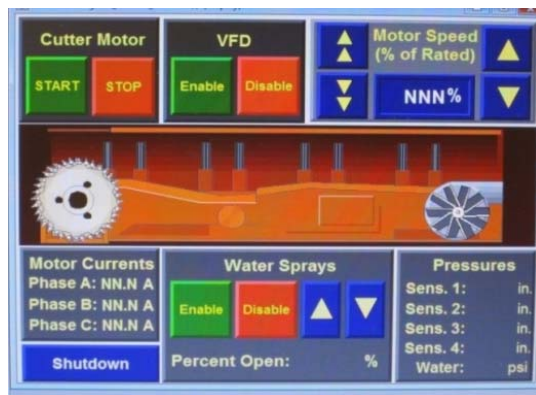 Cutter Motor
START
STOP
VFD
Enable
Disable
Motor Speed
(% of Rated)
NNN%
Motor Currents
Phase A: NN.N A
Phase B: NN.N A
Phase C: NN.N A
Shutdown
Water Sprays
Enable
Disable
Percent Open: %
Pressures
Sens. 1: in.
Sens. 2: in.
Sens. 3: in.
Sens. 4: in.
Water: psi